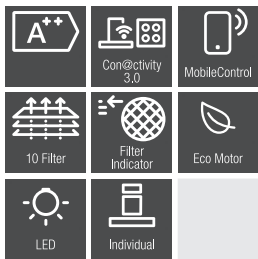 A++
Con@ctivity
3.0
MobileControl
10 Filter
Filter
Indicator
Eco Motor
LED
Individual